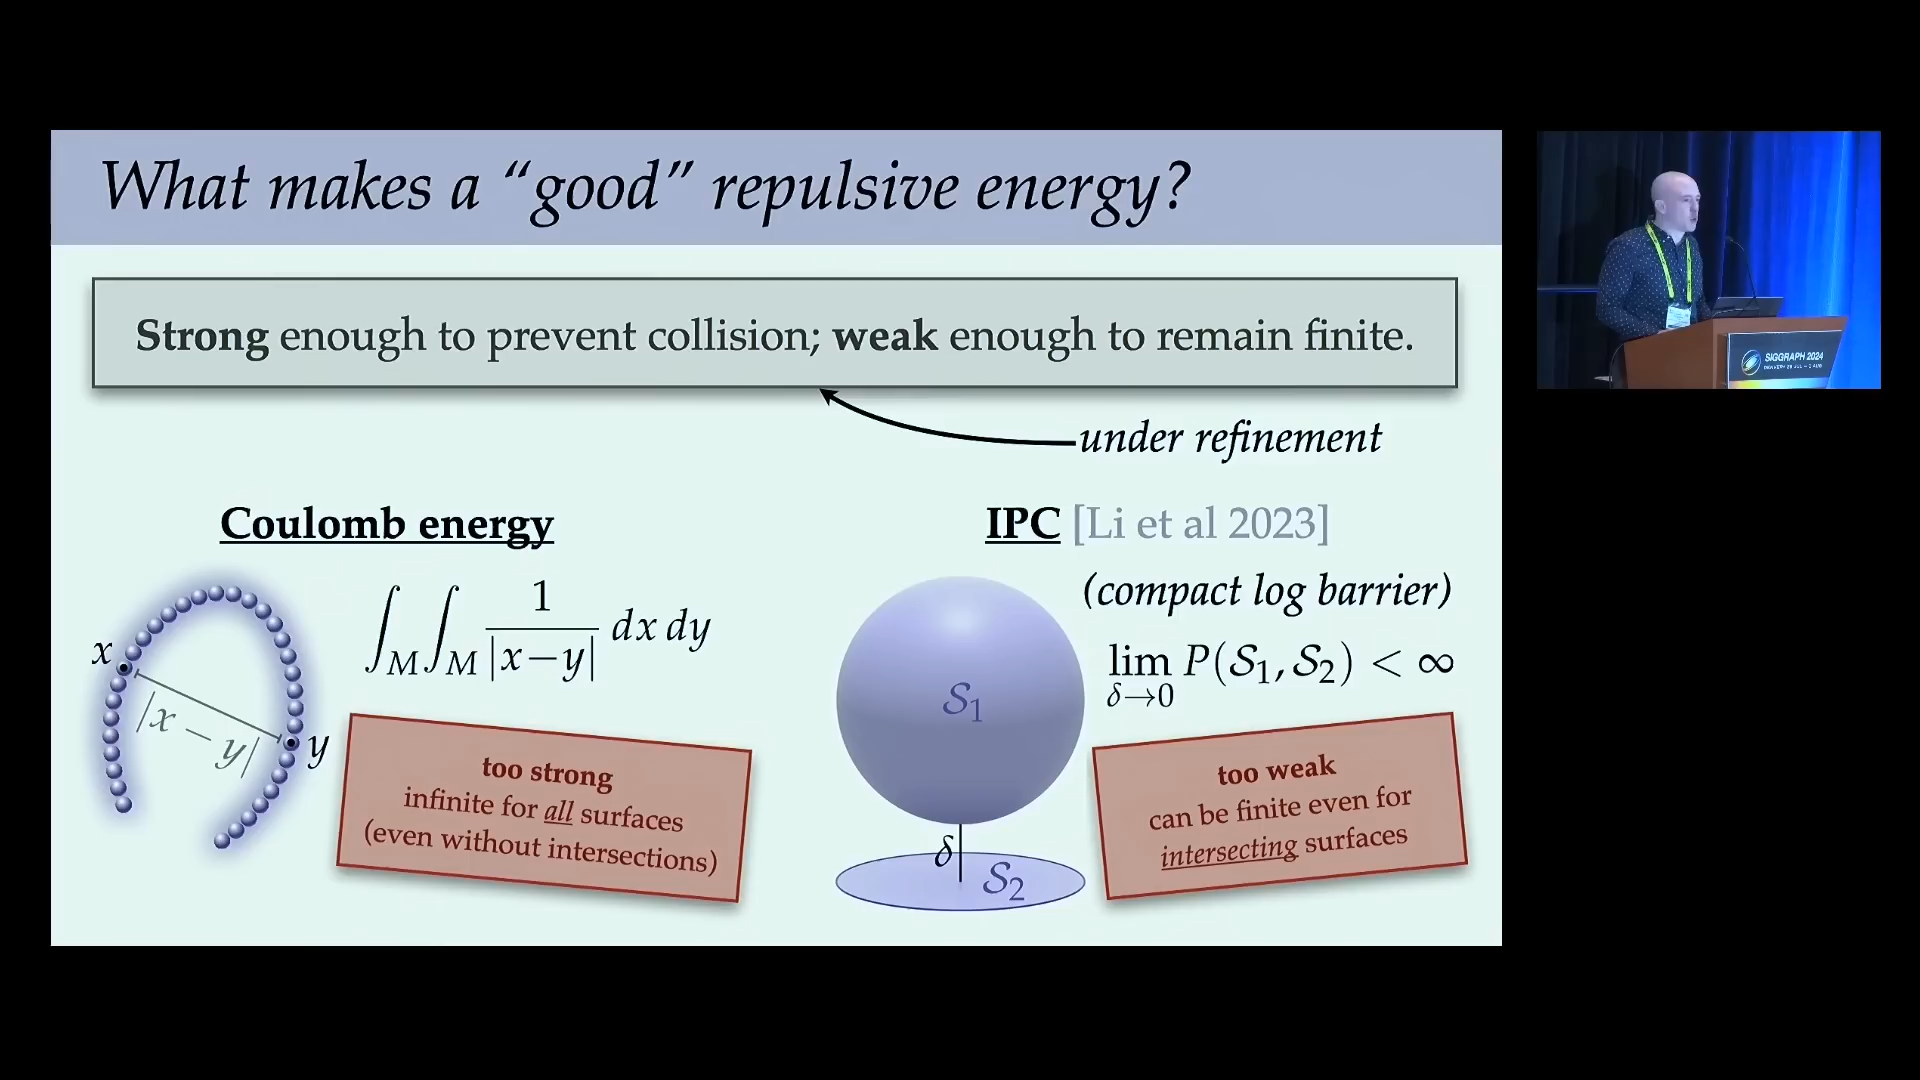 What makes a “good” repulsive energy?
Strong enough to prevent collision; weak enough to remain finite.
under refinement
Coulomb energy
∫_M ∫_M 1/|x−y| dx dy
x
|x − y|
y
too strong
infinite for all surfaces
(even without intersections)
IPC [Li et al 2023]
(compact log barrier)
lim δ→0 P(𝒮₁, 𝒮₂) < ∞
𝒮₁
δ
𝒮₂
too weak
can be finite even for
intersecting surfaces
SIGGRAPH 2024